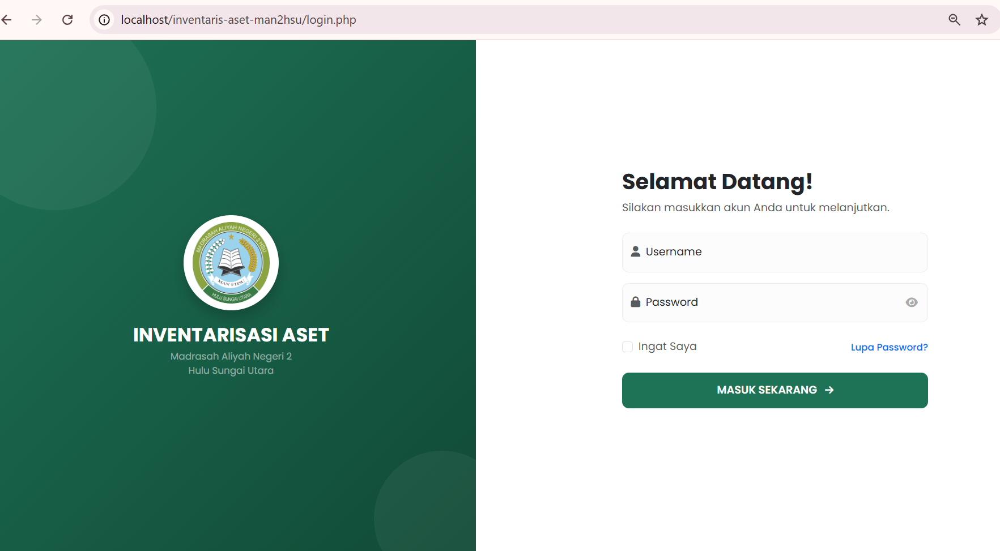 localhost/inventaris-aset-man2hsu/login.php
MADRASAH ALIYAH NEGERI 2 HSU
MAN 2 HSU
HULU SUNGAI UTARA
INVENTARISASI ASET
Madrasah Aliyah Negeri 2
Hulu Sungai Utara
Selamat Datang!
Silakan masukkan akun Anda untuk melanjutkan.
Username
Password
Ingat Saya
Lupa Password?
MASUK SEKARANG →